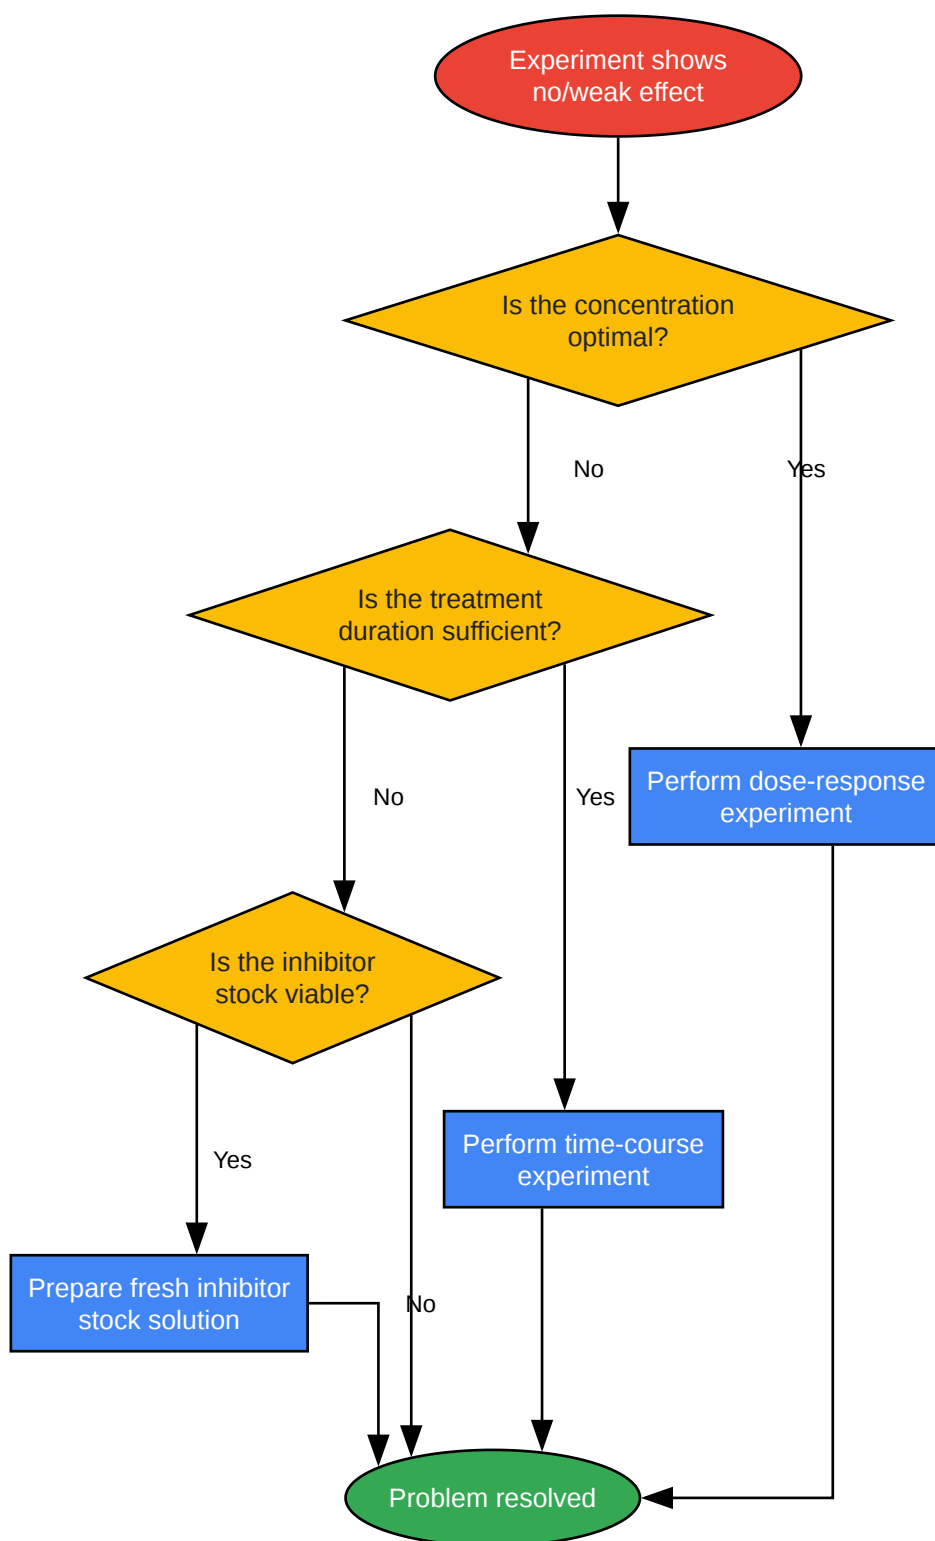 Experiment shows
no/weak effect
Is the concentration
optimal?
No
Yes
Is the treatment
duration sufficient?
Perform dose-response
experiment
No
Yes
Is the inhibitor
stock viable?
Perform time-course
experiment
Yes
Prepare fresh inhibitor
stock solution
No
Problem resolved